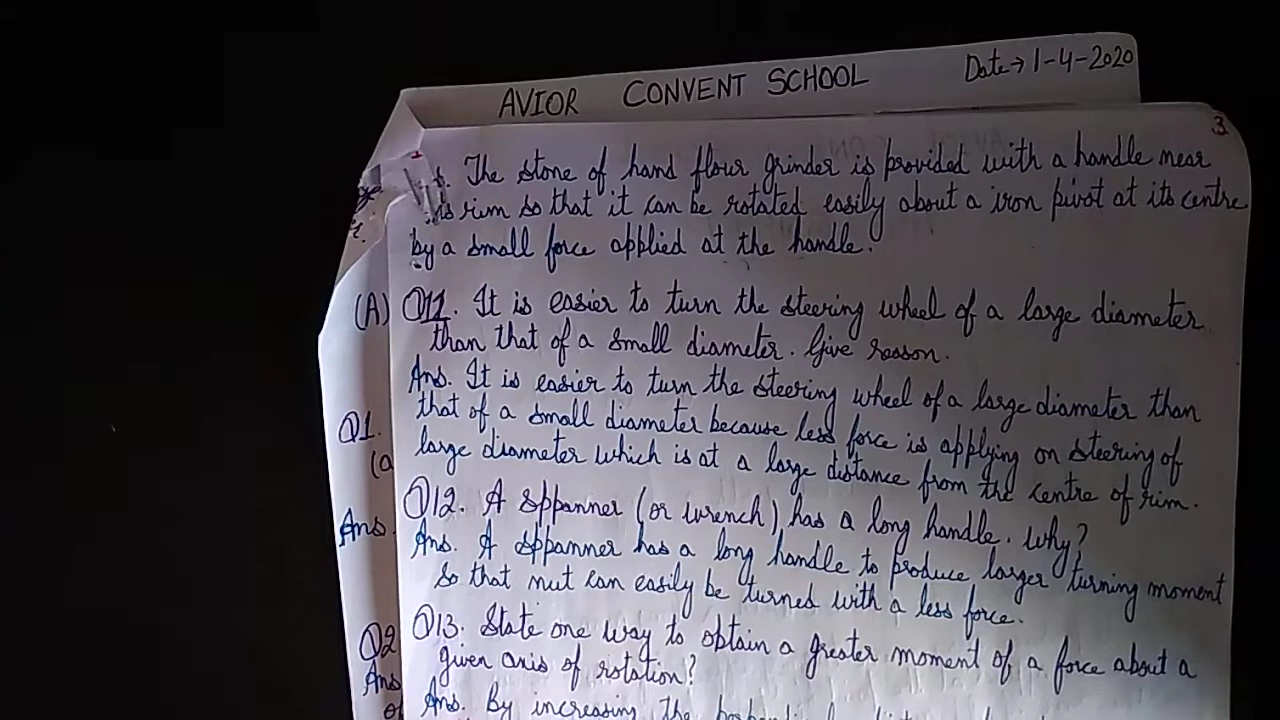 AVIOR CONVENT SCHOOL Date→ 1-4-2020
3.
The stone of hand flour grinder is provided with a handle near
its rim so that it can be rotated easily about a iron pivot at its centre
by a small force applied at the handle.
(A) Q11. It is easier to turn the steering wheel of a large diameter
than that of a small diameter. Give reason.
Ans. It is easier to turn the steering wheel of a large diameter than
that of a small diameter because less force is applying on steering of
large diameter which is at a large distance from the centre of rim.
Q1.
(a
Q12. A sppanner (or wrench) has a long handle. Why?
Ans.
Ans. A sppanner has a long handle to produce larger turning moment
so that nut can easily be turned with a less force.
Q2
Q13. State one way to obtain a greater moment of a force about a
given axis of rotation?
Ans
Ans. By increasing the
of